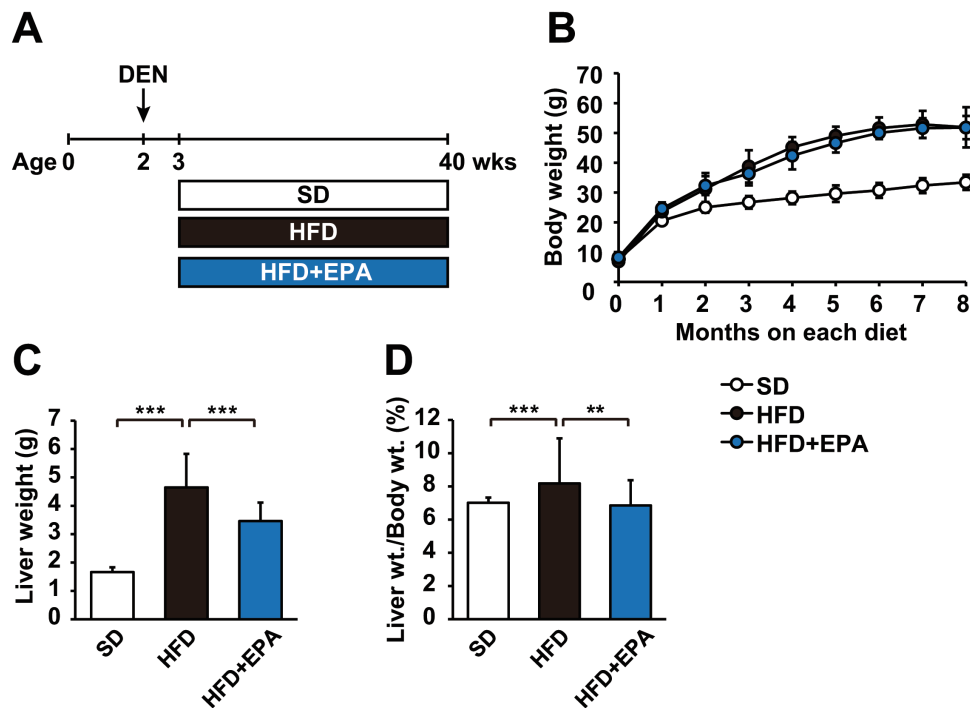 A
DEN
Age 0 2 3 40 wks
SD
HFD
HFD+EPA
B
Body weight (g)
70
60
50
40
30
20
10
0
0 1 2 3 4 5 6 7 8
Months on each diet
SD
HFD
HFD+EPA
C
Liver weight (g)
7
6
5
4
3
2
1
0
*** ***
SD HFD HFD+EPA
D
Liver wt./Body wt. (%)
12
10
8
6
4
2
0
*** **
SD HFD HFD+EPA